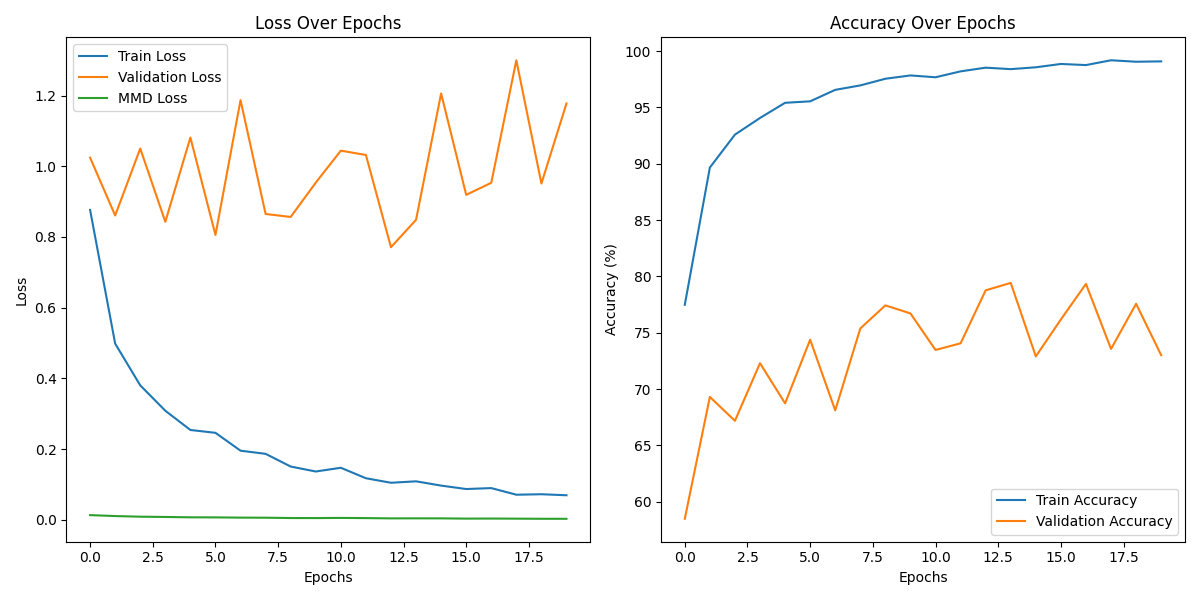 Loss Over Epochs
Train Loss
Validation Loss
MMD Loss
1.2
1.0
0.8
0.6
0.4
0.2
0.0
Loss
0.0 2.5 5.0 7.5 10.0 12.5 15.0 17.5
Epochs
Accuracy Over Epochs
100
95
90
85
80
75
70
65
60
Accuracy (%)
Train Accuracy
Validation Accuracy
0.0 2.5 5.0 7.5 10.0 12.5 15.0 17.5
Epochs